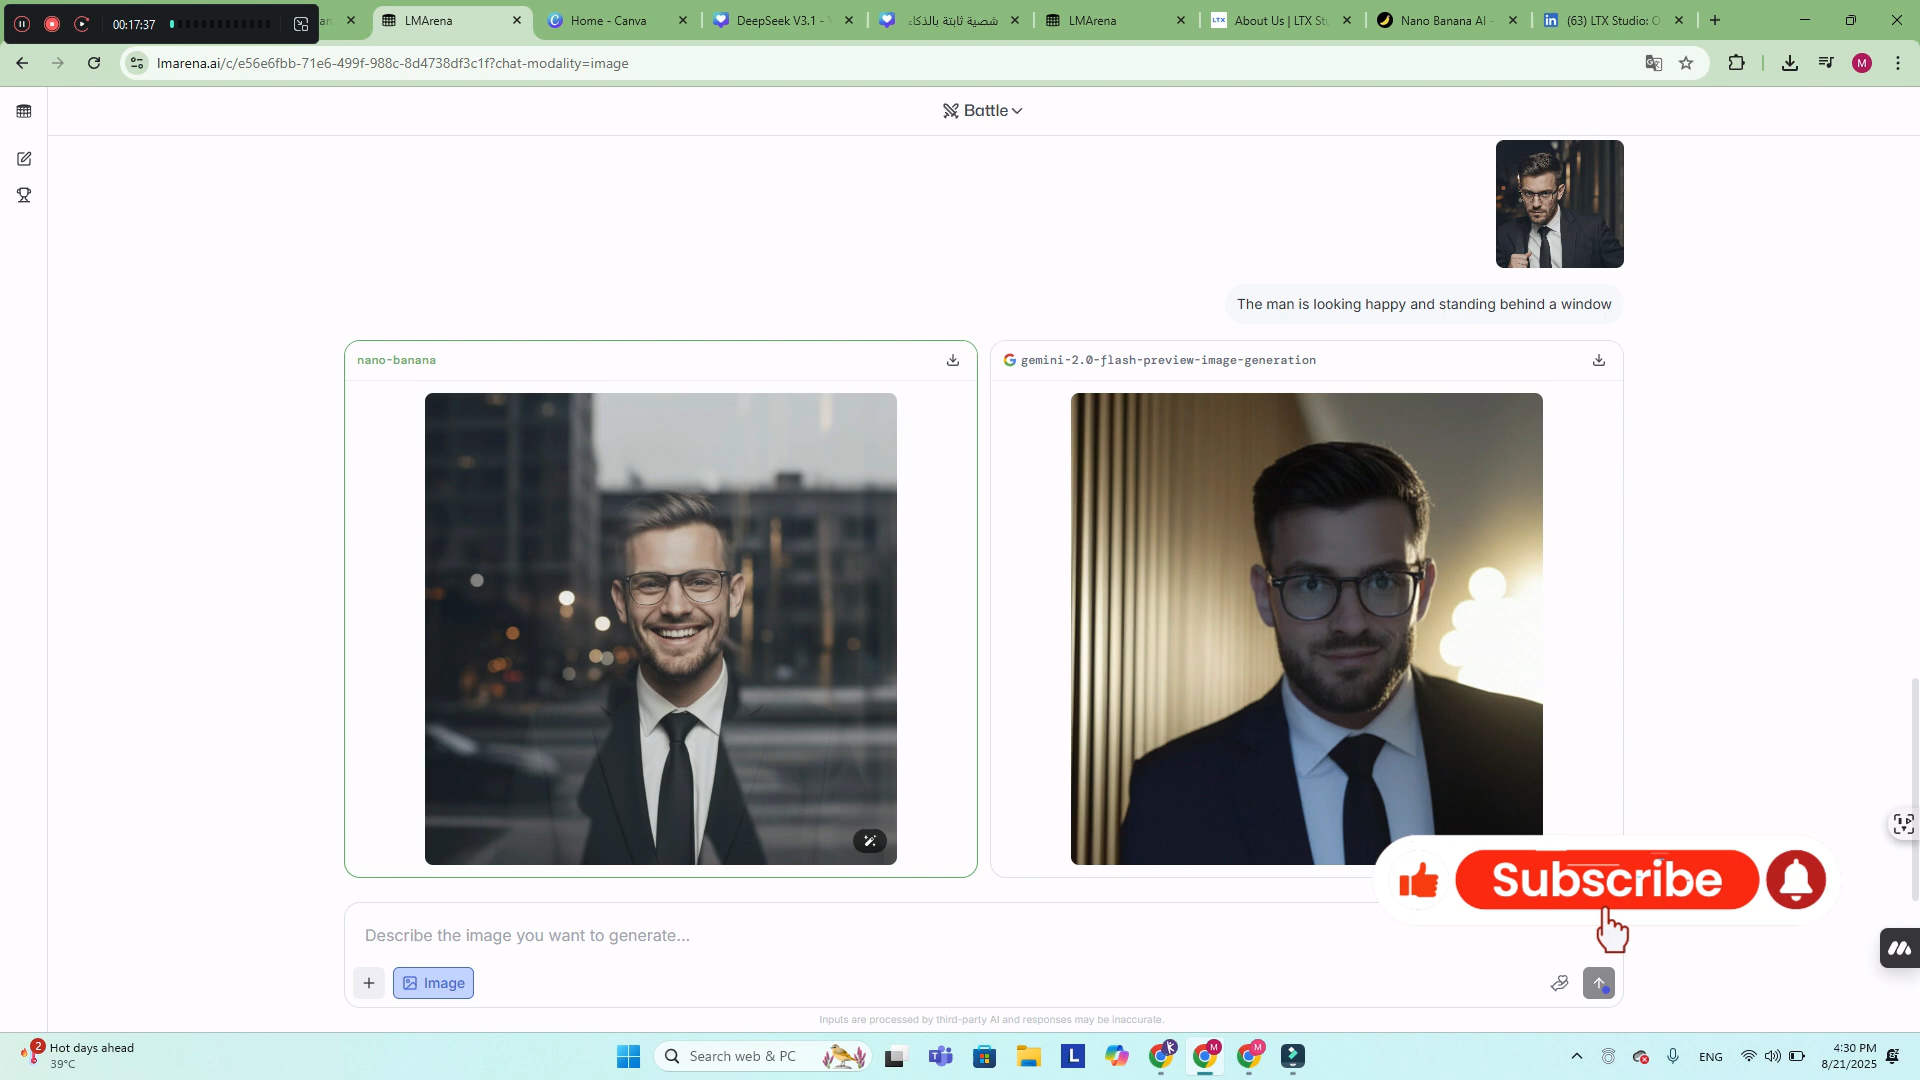 00:17:37
LMArena
Home - Canva
DeepSeek V3.1 -
شصية ثابتة بالذكاء
LMArena
About Us | LTX Stu
Nano Banana AI -
(63) LTX Studio: O
lmarena.ai/c/e56e6fbb-71e6-499f-988c-8d4738df3c1f?chat-modality=image
M
Battle
The man is looking happy and standing behind a window
nano-banana
gemini-2.0-flash-preview-image-generation
Subscribe
Describe the image you want to generate...
Image
Inputs are processed by third-party AI and responses may be inaccurate.
2
Hot days ahead
39°C
Search web & PC
L
k
M
M
ENG
4:30 PM
8/21/2025